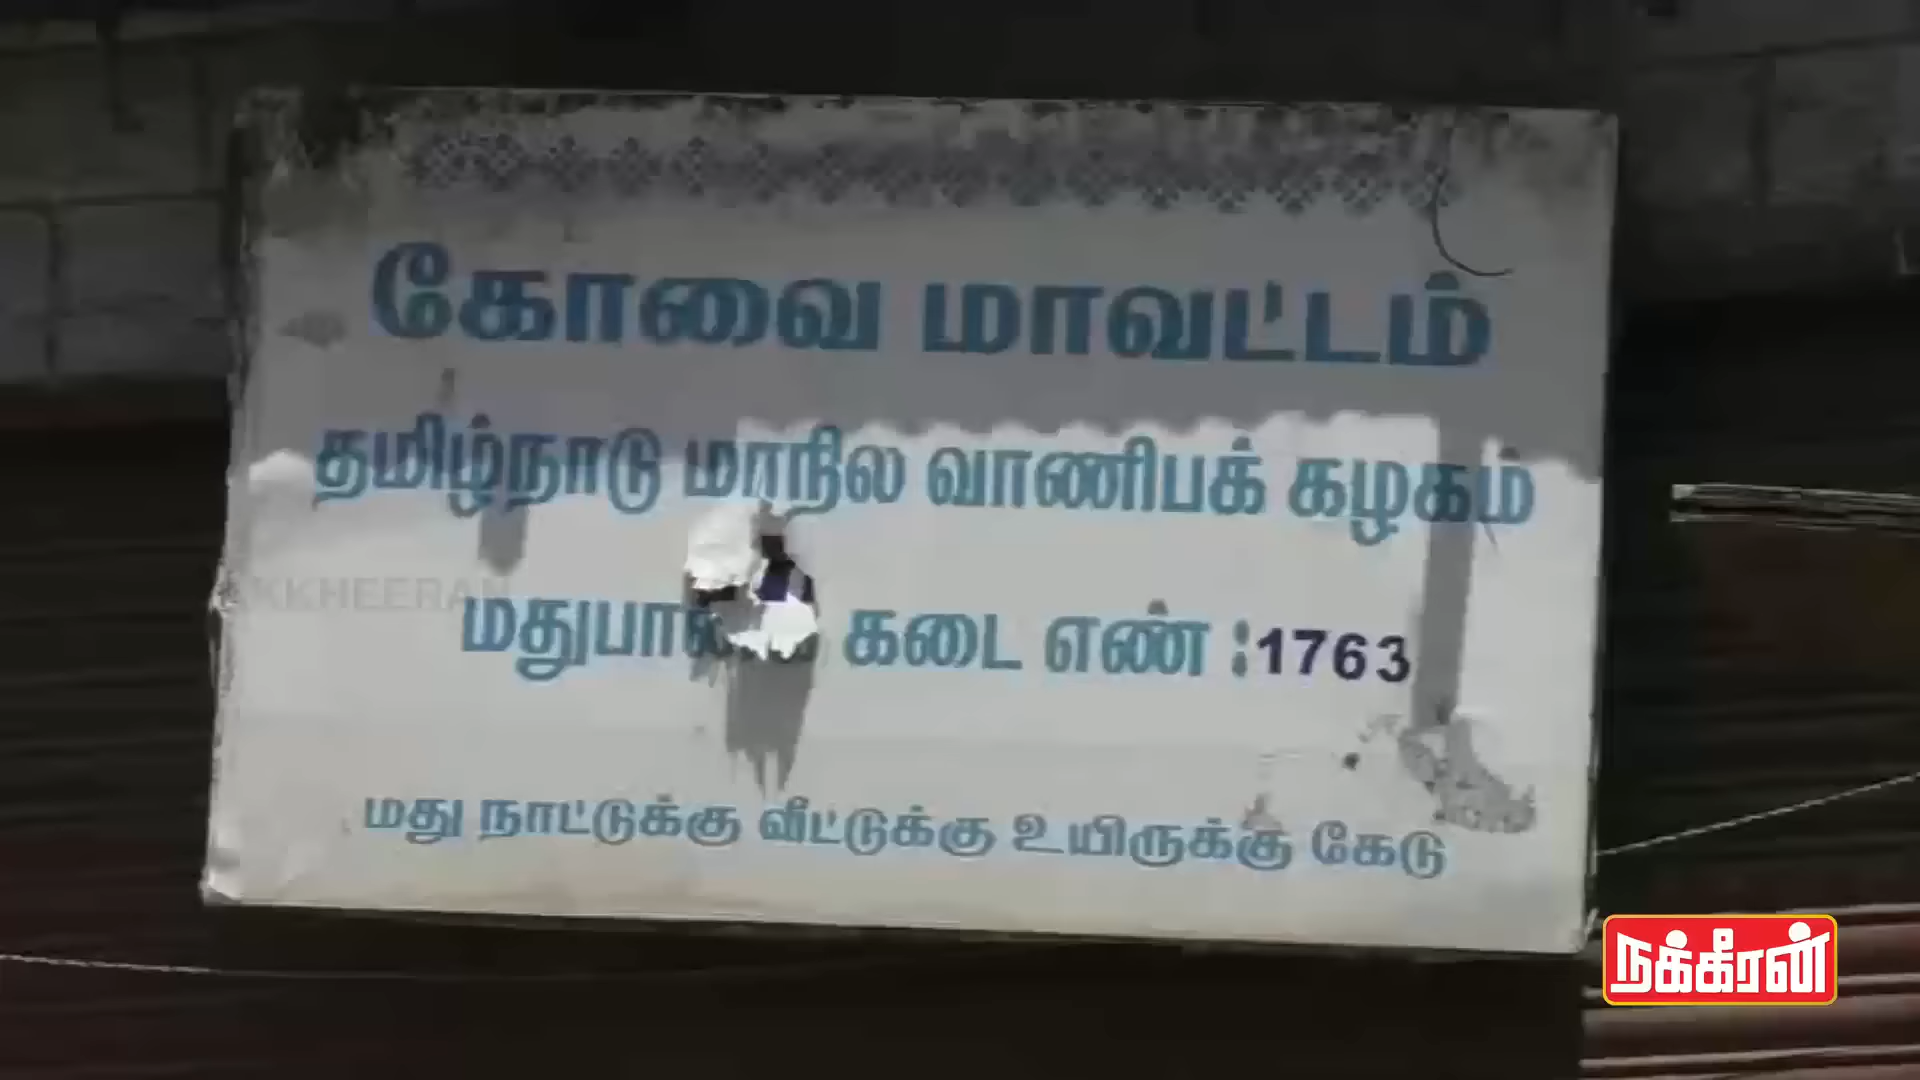 கோவை மாவட்டம்
தமிழ்நாடு மாநில வாணிபக் கழகம்
கடை எண் :1763
மது நாட்டுக்கு வீட்டுக்கு உயிருக்கு கேடு
நக்கீரன்